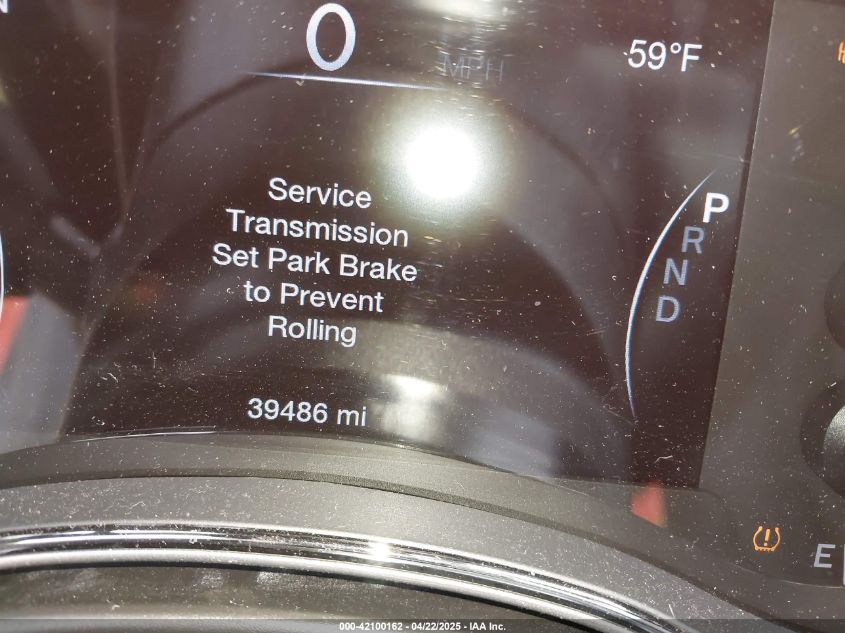 N
0
MPH
59°F
Service
Transmission
Set Park Brake
to Prevent
Rolling
P
R
N
D
39486 mi
E
000-42100162 - 04/22/2025 - IAA Inc.